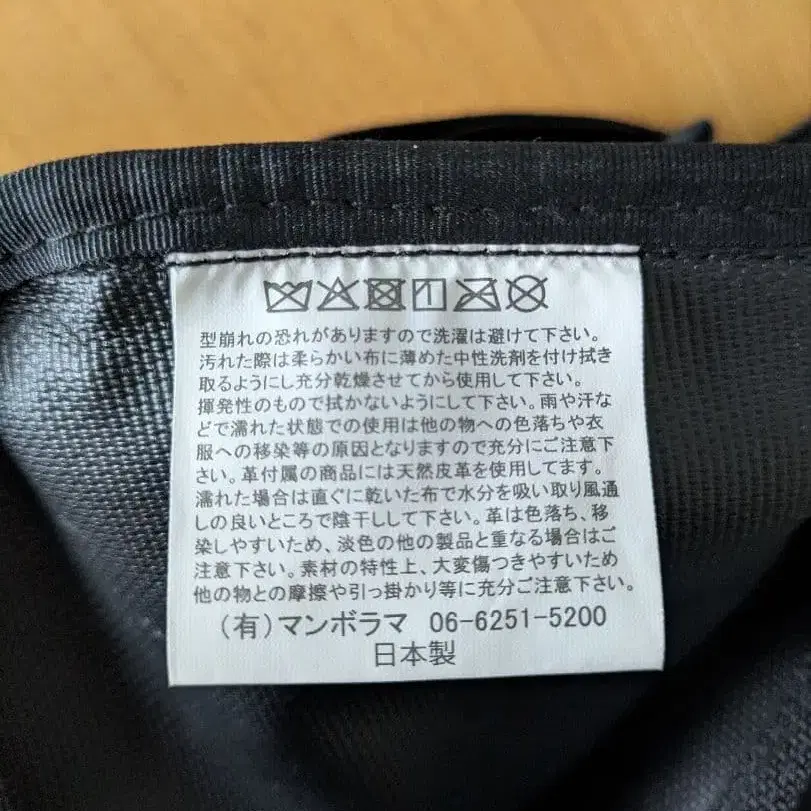 型崩れの恐れがありますので洗濯は避けて下さい。
汚れた際は柔らかい布に薄めた中性洗剤を付け拭き
取るようにし充分乾燥させてから使用して下さい。
揮発性のもので拭かないようにして下さい。雨や汗な
どで濡れた状態での使用は他の物への色落ちや衣
服への移染等の原因となりますので充分にご注意下
さい。革付属の商品には天然皮革を使用してます。
濡れた場合は直ぐに乾いた布で水分を吸い取り風通
しの良いところで陰干しして下さい。革は色落ち、移
染しやすいため、淡色の他の製品と重なる場合はご
注意下さい。素材の特性上、大変傷つきやすいため
他の物との摩擦や引っ掛かり等に充分ご注意下さい。
(有)マンボラマ 06-6251-5200
日本製